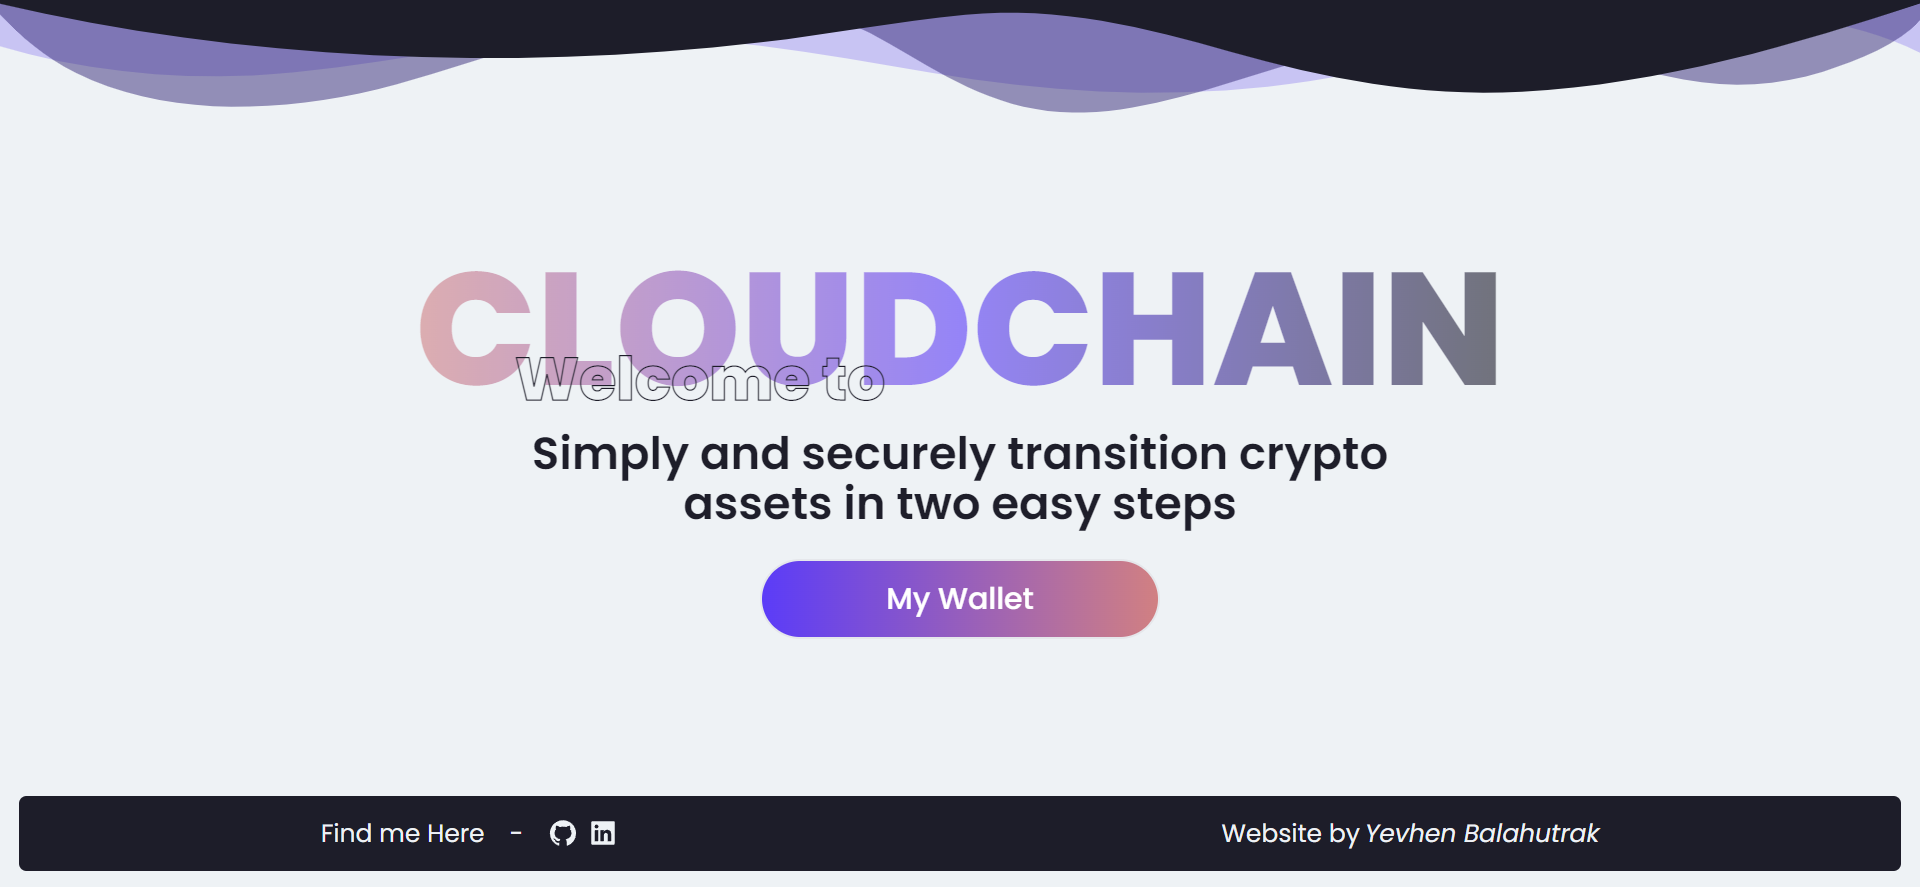 CLOUDCHAIN
Welcome to
Simply and securely transition crypto
assets in two easy steps
My Wallet
Find me Here -
Website by Yevhen Balahutrak